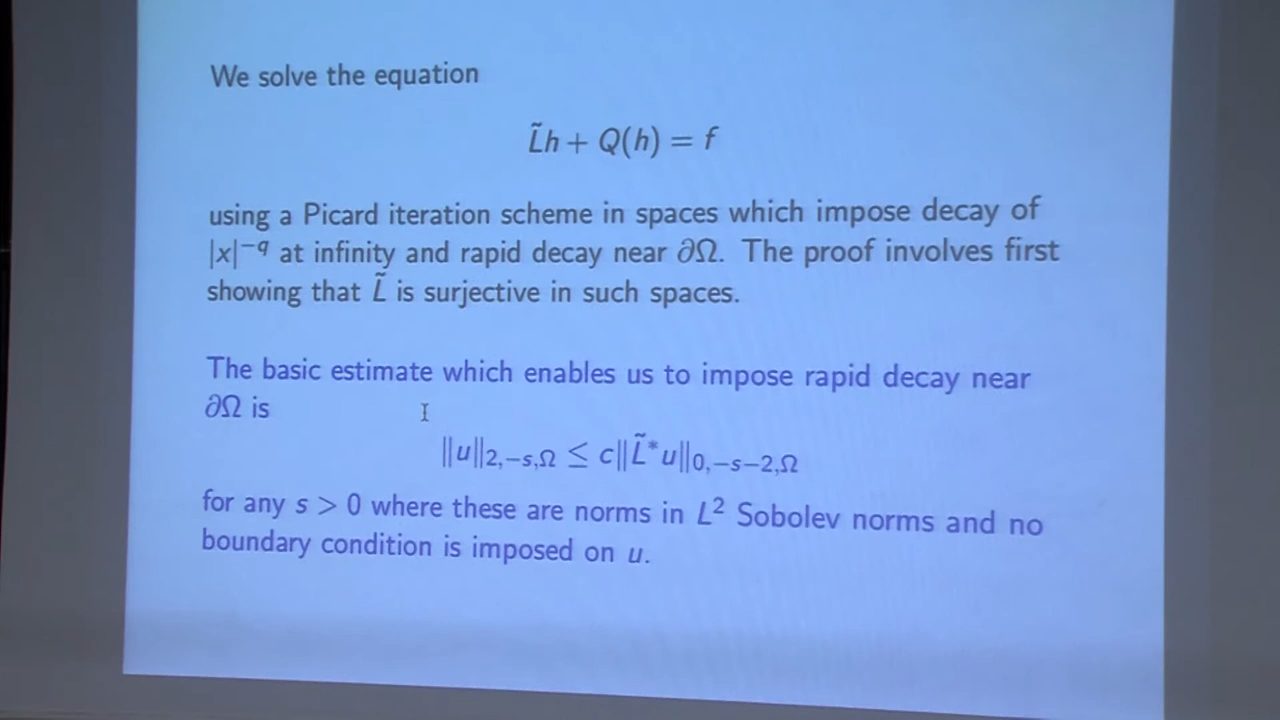 We solve the equation
L̃h + Q(h) = f
using a Picard iteration scheme in spaces which impose decay of
|x|⁻q at infinity and rapid decay near ∂Ω. The proof involves first
showing that L̃ is surjective in such spaces.
The basic estimate which enables us to impose rapid decay near
∂Ω is
‖u‖₂,₋s,Ω ≤ c‖L̃*u‖₀,₋s₋₂,Ω
for any s > 0 where these are norms in L² Sobolev norms and no
boundary condition is imposed on u.